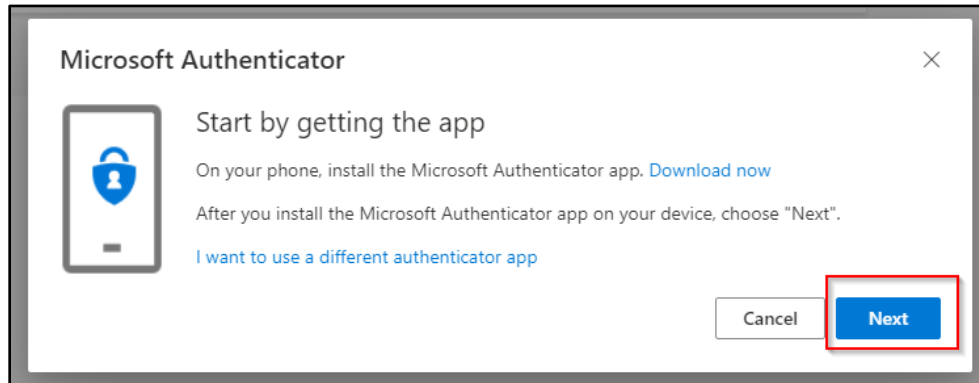 Microsoft Authenticator
Start by getting the app
On your phone, install the Microsoft Authenticator app. Download now
After you install the Microsoft Authenticator app on your device, choose "Next".
I want to use a different authenticator app
Cancel Next